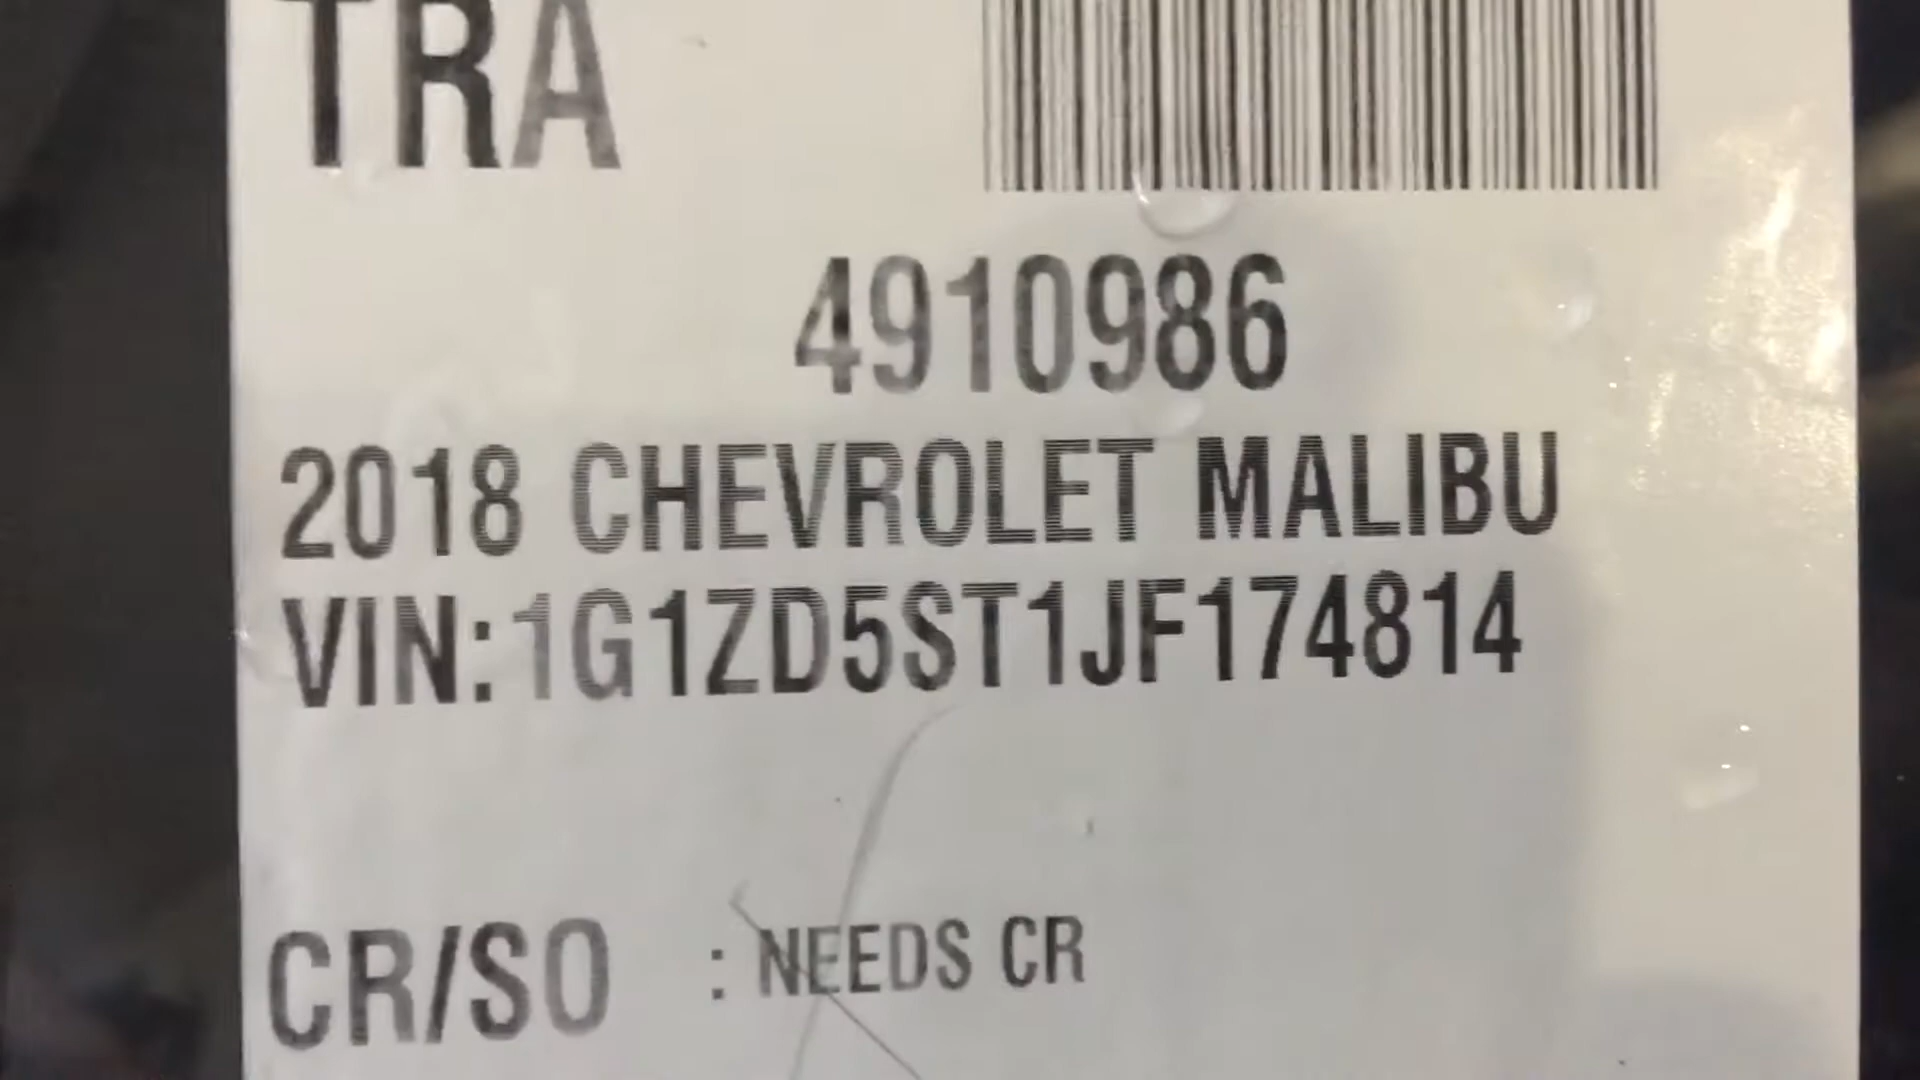 TRA
4910986
2018 CHEVROLET MALIBU
VIN:1G1ZD5ST1JF174814
CR/SO : NEEDS CR